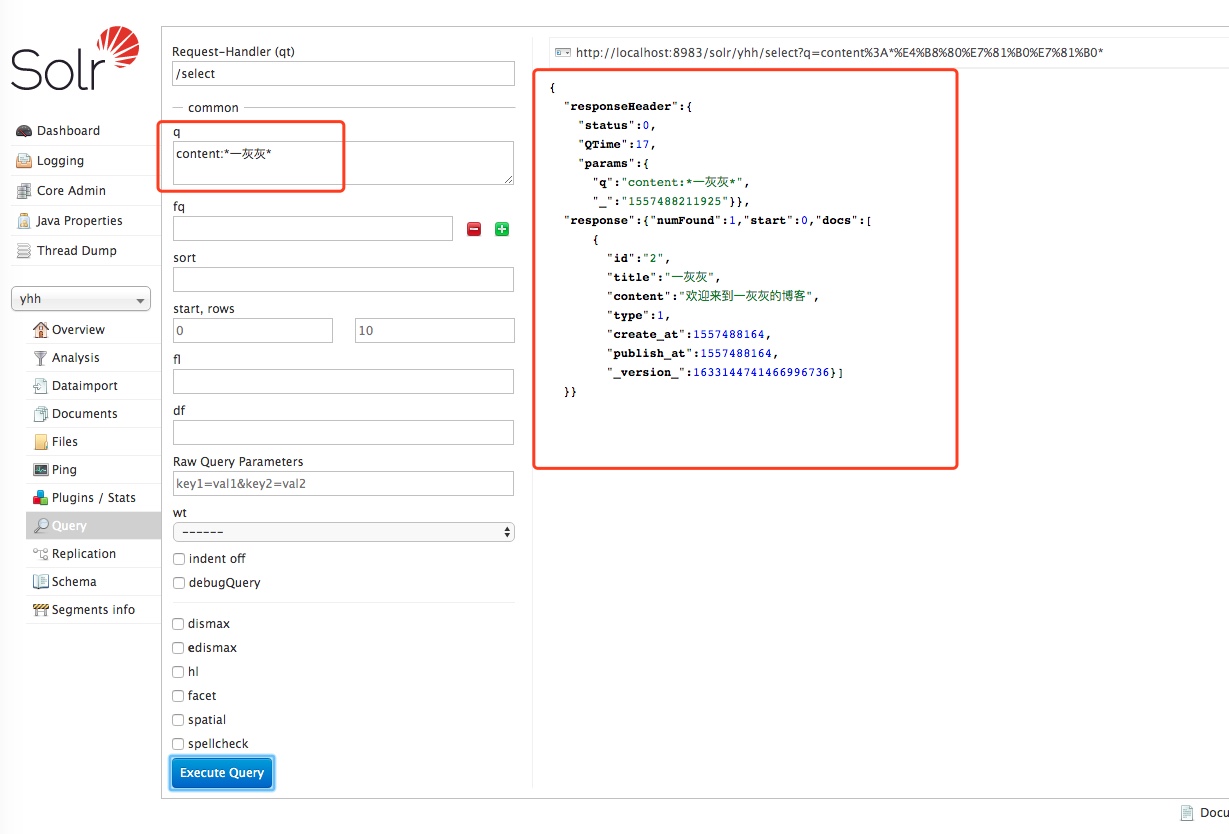 Solr
Dashboard
Logging
Core Admin
Java Properties
Thread Dump
yhh
Overview
Analysis
Dataimport
Documents
Files
Ping
Plugins / Stats
Query
Replication
Schema
Segments info
Request-Handler (qt)
/select
common
q
content:*一灰灰*
fq
sort
start, rows
0
10
fl
df
Raw Query Parameters
key1=val1&key2=val2
wt
------
indent off
debugQuery
dismax
edismax
hl
facet
spatial
spellcheck
Execute Query
http://localhost:8983/solr/yhh/select?q=content%3A*%E4%B8%80%E7%81%B0%E7%81%B0*
{
"responseHeader":{
"status":0,
"QTime":17,
"params":{
"q":"content:*一灰灰*",
"_":"1557488211925"}},
"response":{"numFound":1,"start":0,"docs":[
{
"id":"2",
"title":"一灰灰",
"content":"欢迎来到一灰灰的博客",
"type":1,
"create_at":1557488164,
"publish_at":1557488164,
"_version_":1633144741466996736}]
}}
Docu